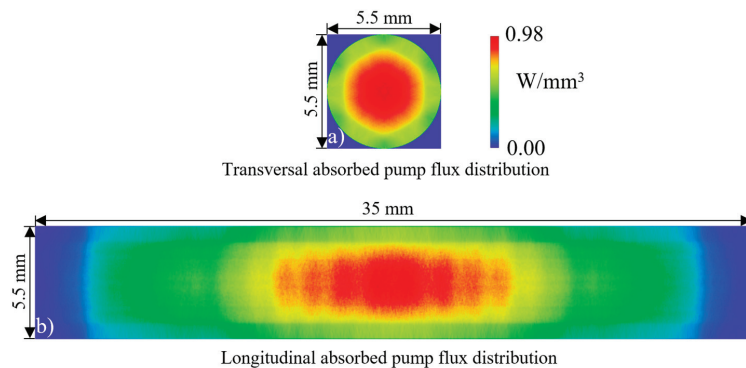 5.5 mm
0.98
5.5 mm
W/mm³
a)
0.00
Transversal absorbed pump flux distribution
35 mm
5.5 mm
b)
Longitudinal absorbed pump flux distribution